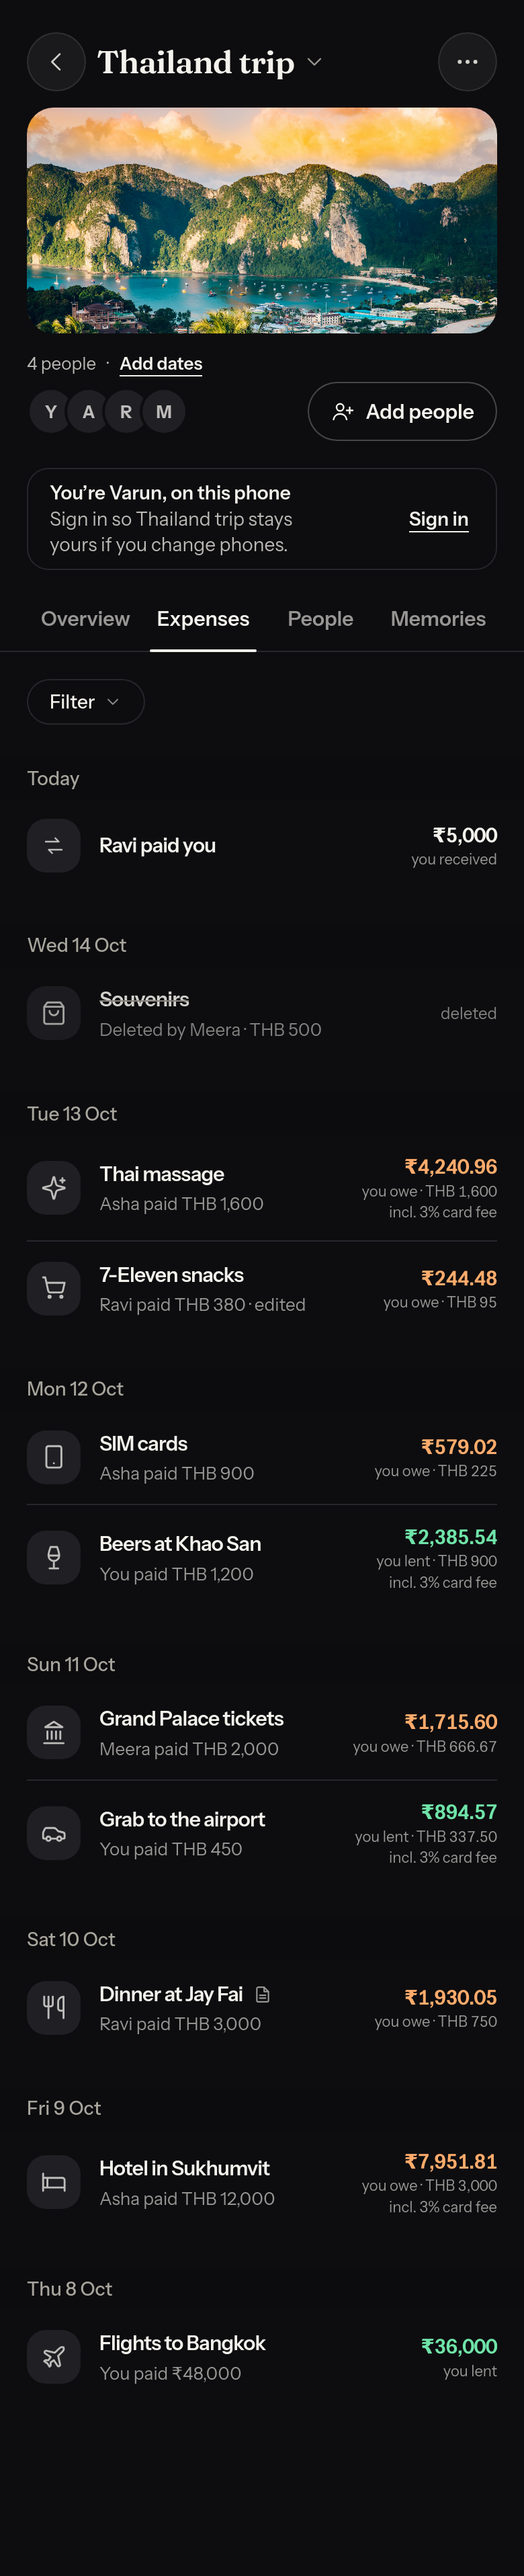 Thailand trip
4 people · Add dates
Y A R M
Add people
You’re Varun, on this phone
Sign in so Thailand trip stays
yours if you change phones.
Sign in
Overview Expenses People Memories
Filter
Today
Ravi paid you
₹5,000
you received
Wed 14 Oct
Souvenirs
Deleted by Meera · THB 500
deleted
Tue 13 Oct
Thai massage
Asha paid THB 1,600
₹4,240.96
you owe · THB 1,600
incl. 3% card fee
7-Eleven snacks
Ravi paid THB 380 · edited
₹244.48
you owe · THB 95
Mon 12 Oct
SIM cards
Asha paid THB 900
₹579.02
you owe · THB 225
Beers at Khao San
You paid THB 1,200
₹2,385.54
you lent · THB 900
incl. 3% card fee
Sun 11 Oct
Grand Palace tickets
Meera paid THB 2,000
₹1,715.60
you owe · THB 666.67
Grab to the airport
You paid THB 450
₹894.57
you lent · THB 337.50
incl. 3% card fee
Sat 10 Oct
Dinner at Jay Fai
Ravi paid THB 3,000
₹1,930.05
you owe · THB 750
Fri 9 Oct
Hotel in Sukhumvit
Asha paid THB 12,000
₹7,951.81
you owe · THB 3,000
incl. 3% card fee
Thu 8 Oct
Flights to Bangkok
You paid ₹48,000
₹36,000
you lent